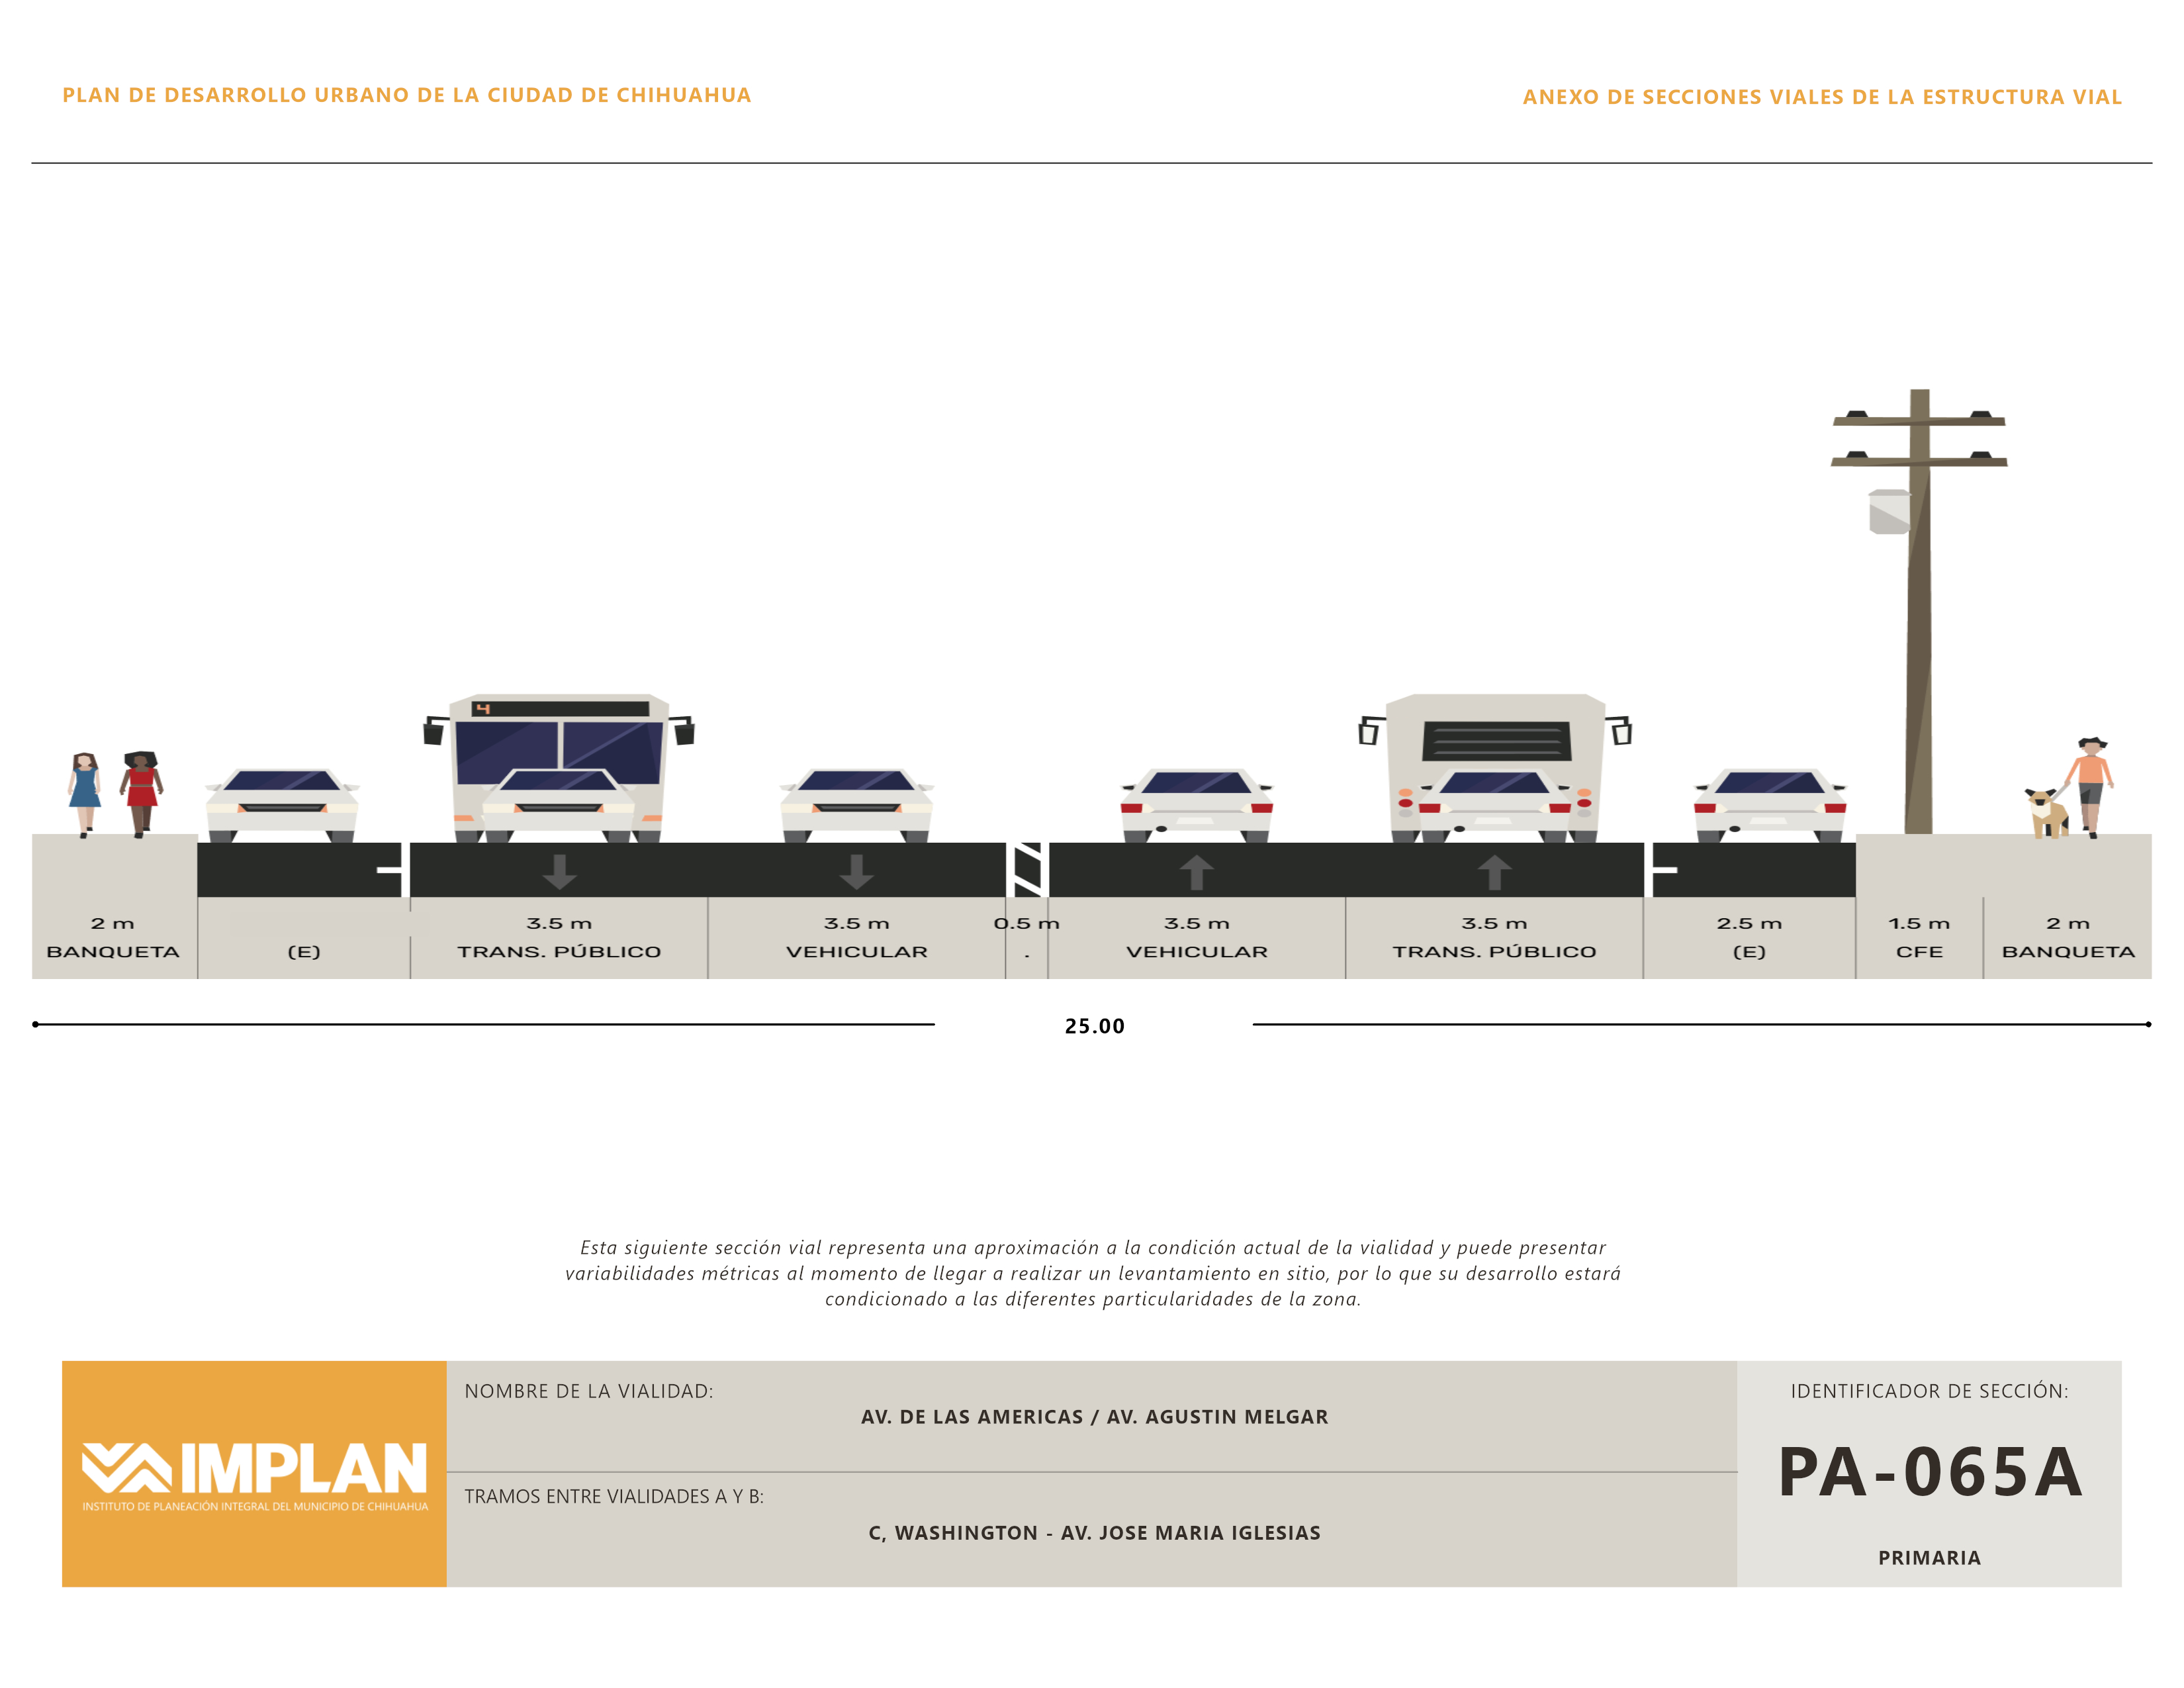 PLAN DE DESARROLLO URBANO DE LA CIUDAD DE CHIHUAHUA
ANEXO DE SECCIONES VIALES DE LA ESTRUCTURA VIAL
4
2 m
BANQUETA
(E)
3.5 m
TRANS. PÚBLICO
3.5 m
VEHICULAR
0.5 m
.
3.5 m
VEHICULAR
3.5 m
TRANS. PÚBLICO
2.5 m
(E)
1.5 m
CFE
2 m
BANQUETA
25.00
Esta siguiente sección vial representa una aproximación a la condición actual de la vialidad y puede presentar
variabilidades métricas al momento de llegar a realizar un levantamiento en sitio, por lo que su desarrollo estará
condicionado a las diferentes particularidades de la zona.
IMPLAN
INSTITUTO DE PLANEACIÓN INTEGRAL DEL MUNICIPIO DE CHIHUAHUA
NOMBRE DE LA VIALIDAD:
AV. DE LAS AMERICAS / AV. AGUSTIN MELGAR
TRAMOS ENTRE VIALIDADES A Y B:
C, WASHINGTON - AV. JOSE MARIA IGLESIAS
IDENTIFICADOR DE SECCIÓN:
PA-065A
PRIMARIA